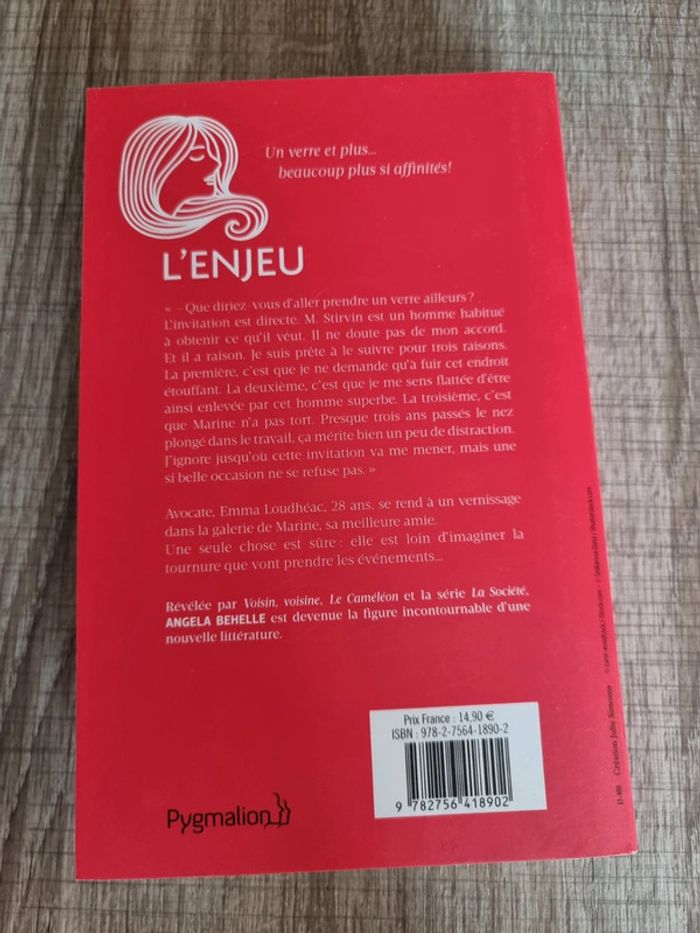 Un verre et plus...
beaucoup plus si affinités!
L'ENJEU
« – Que diriez-vous d'aller prendre un verre ailleurs ?
L'invitation est directe. M. Stirvin est un homme habitué
à obtenir ce qu'il veut. Il ne doute pas de mon accord.
Et il a raison. Je suis prête à le suivre pour trois raisons.
La première, c'est que je ne demande qu'à fuir cet endroit
étouffant. La deuxième, c'est que je me sens flattée d'être
ainsi enlevée par cet homme superbe. La troisième, c'est
que Marine n'a pas tort. Presque trois ans passés le nez
plongé dans le travail, ça mérite bien un peu de distraction.
J'ignore jusqu'où cette invitation va me mener, mais une
si belle occasion ne se refuse pas. »
Avocate, Emma Loudhéac, 28 ans, se rend à un vernissage
dans la galerie de Marine, sa meilleure amie.
Une seule chose est sûre : elle est loin d'imaginer la
tournure que vont prendre les événements...
Révélée par Voisin, voisine, Le Caméléon et la série La Société,
ANGELA BEHELLE est devenue la figure incontournable d'une
nouvelle littérature.
Prix France : 14,90 €
ISBN : 978-2-7564-1890-2
9 782756 418902
Pygmalion
17-VIII Création Julie Simoens